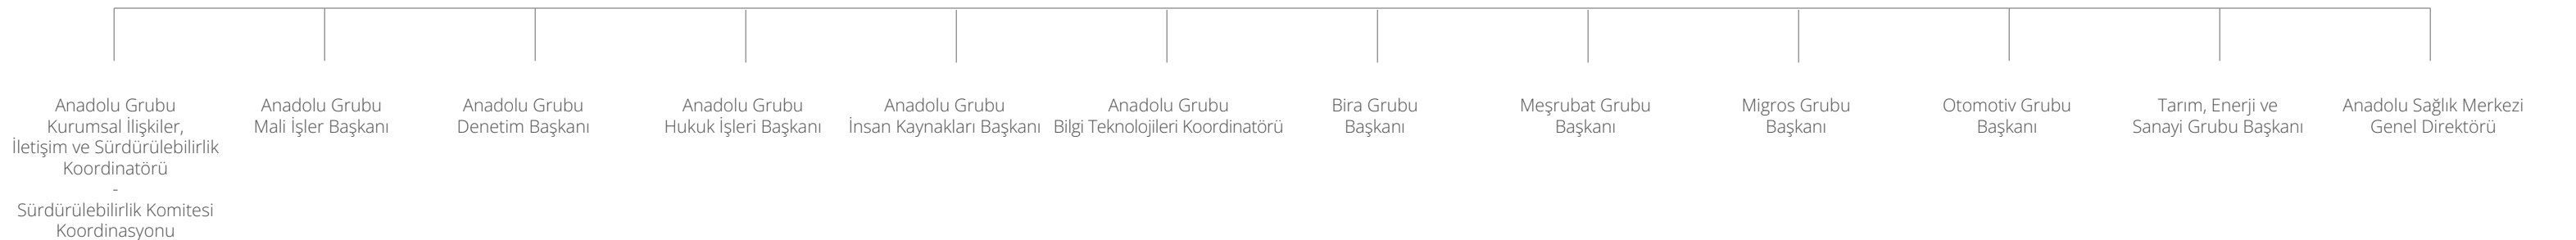 Anadolu Grubu
Kurumsal İlişkiler,
İletişim ve Sürdürülebilirlik
Koordinatörü
-
Sürdürülebilirlik Komitesi
Koordinasyonu
Anadolu Grubu
Mali İşler Başkanı
Anadolu Grubu
Denetim Başkanı
Anadolu Grubu
Hukuk İşleri Başkanı
Anadolu Grubu
İnsan Kaynakları Başkanı
Anadolu Grubu
Bilgi Teknolojileri Koordinatörü
Bira Grubu
Başkanı
Meşrubat Grubu
Başkanı
Migros Grubu
Başkanı
Otomotiv Grubu
Başkanı
Tarım, Enerji ve
Sanayi Grubu Başkanı
Anadolu Sağlık Merkezi
Genel Direktörü